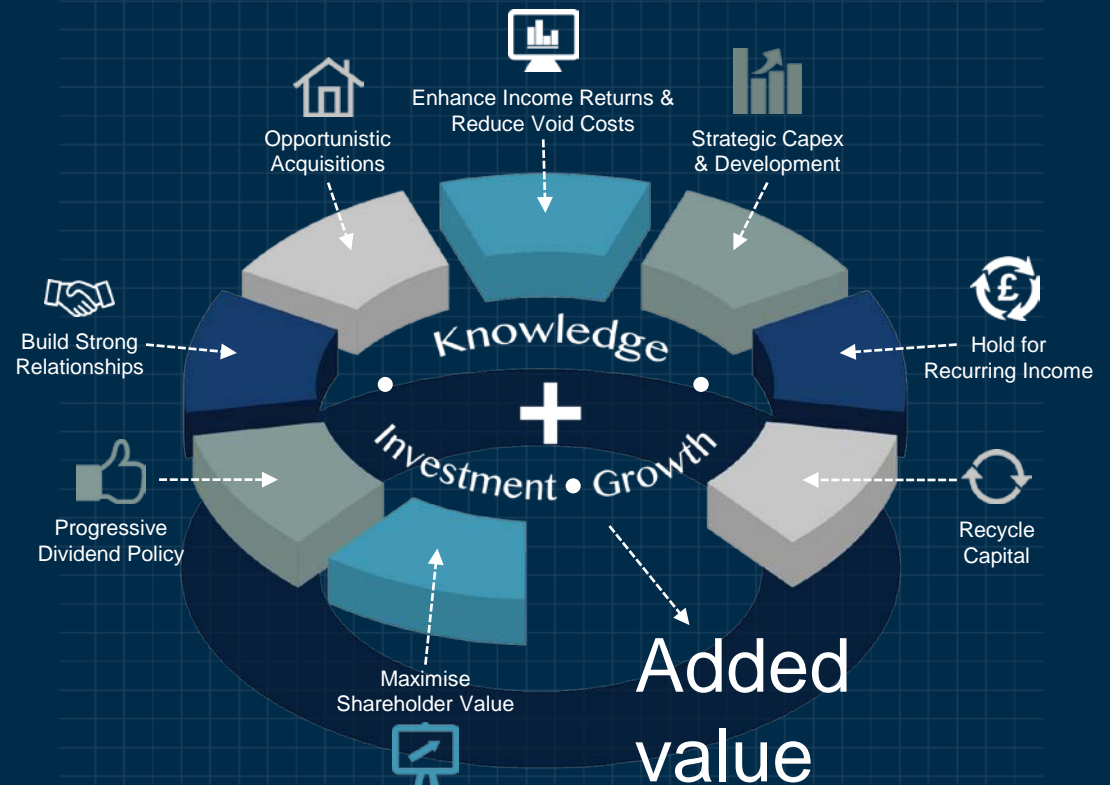 Enhance Income Returns &
Reduce Void Costs
Opportunistic
Acquisitions
Strategic Capex
& Development
Build Strong
Relationships
£
Hold for
Recurring Income
Knowledge
+
Investment • Growth
Progressive
Dividend Policy
Recycle
Capital
Maximise
Shareholder Value
Added
value